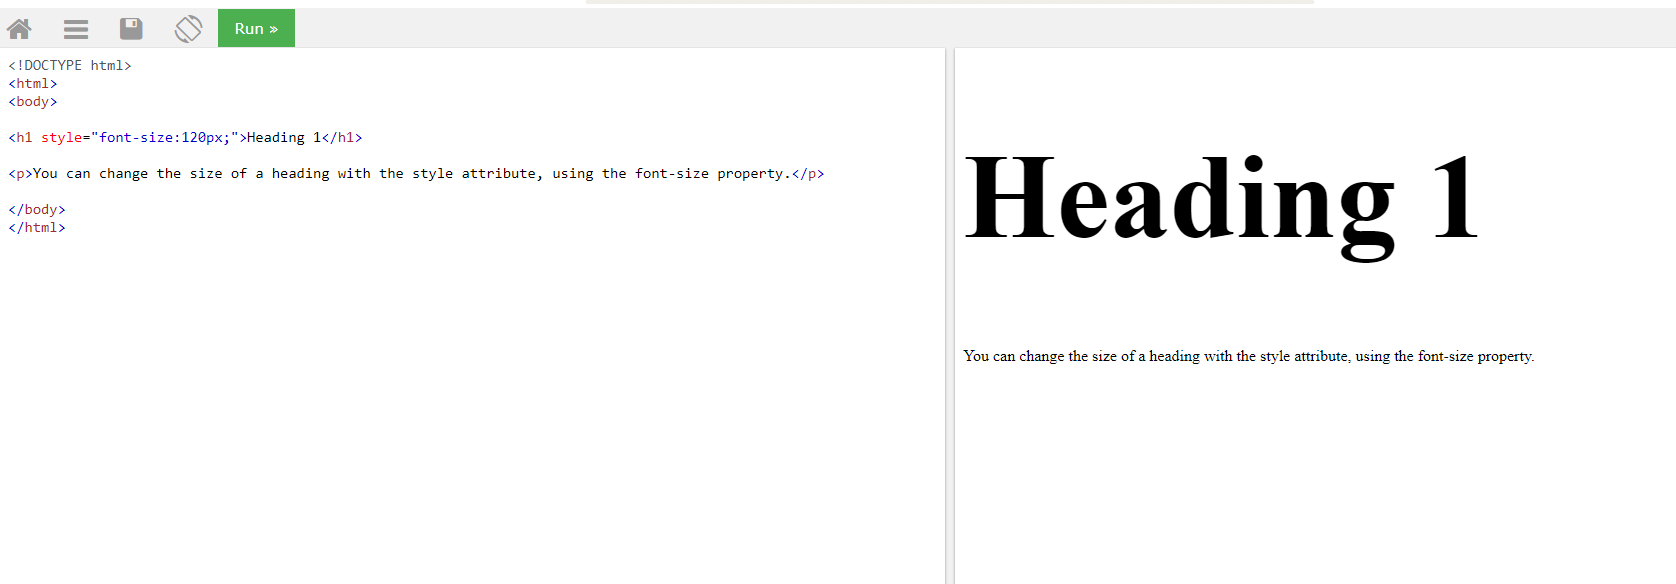 Run »
<!DOCTYPE html>
<html>
<body>
<h1 style="font-size:120px;">Heading 1</h1>
<p>You can change the size of a heading with the style attribute, using the font-size property.</p>
</body>
</html>
Heading 1
You can change the size of a heading with the style attribute, using the font-size property.